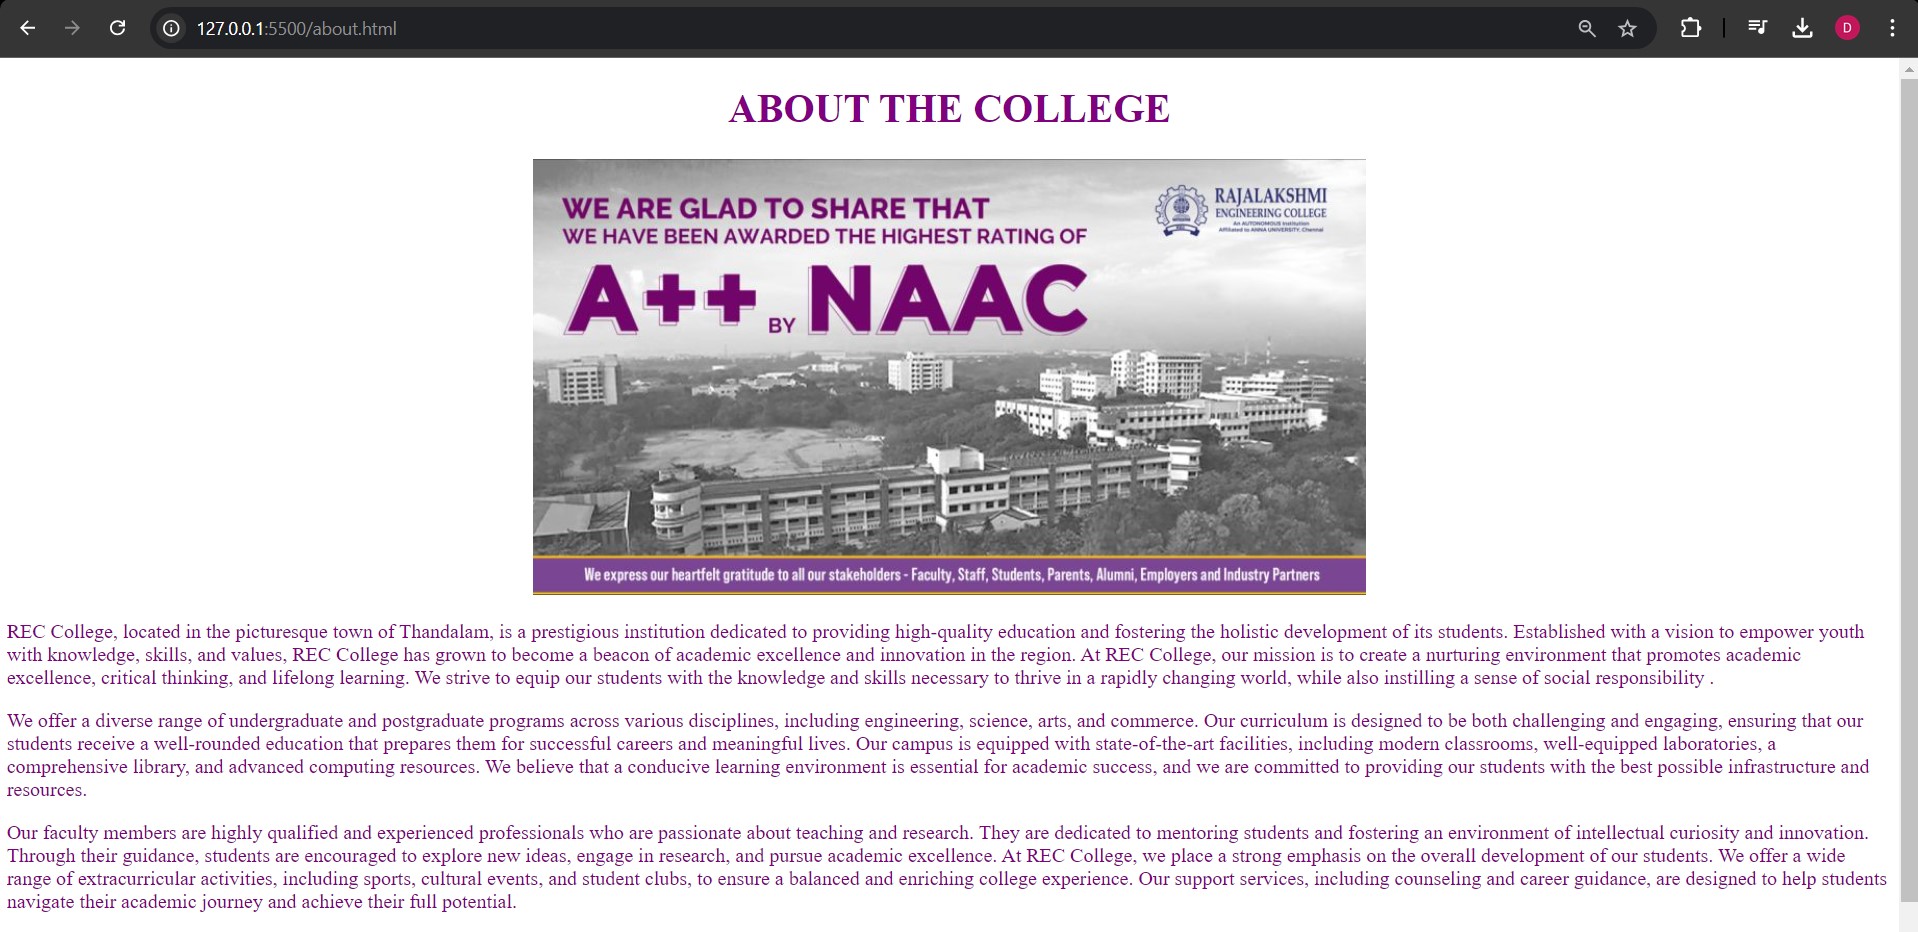 127.0.0.1:5500/about.html
D
ABOUT THE COLLEGE
WE ARE GLAD TO SHARE THAT
WE HAVE BEEN AWARDED THE HIGHEST RATING OF
A++ BY NAAC
RAJALAKSHMI
ENGINEERING COLLEGE
An AUTONOMOUS Institution
Affiliated to ANNA UNIVERSITY, Chennai
We express our heartfelt gratitude to all our stakeholders - Faculty, Staff, Students, Parents, Alumni, Employers and Industry Partners
REC College, located in the picturesque town of Thandalam, is a prestigious institution dedicated to providing high-quality education and fostering the holistic development of its students. Established with a vision to empower youth
with knowledge, skills, and values, REC College has grown to become a beacon of academic excellence and innovation in the region. At REC College, our mission is to create a nurturing environment that promotes academic
excellence, critical thinking, and lifelong learning. We strive to equip our students with the knowledge and skills necessary to thrive in a rapidly changing world, while also instilling a sense of social responsibility .
We offer a diverse range of undergraduate and postgraduate programs across various disciplines, including engineering, science, arts, and commerce. Our curriculum is designed to be both challenging and engaging, ensuring that our
students receive a well-rounded education that prepares them for successful careers and meaningful lives. Our campus is equipped with state-of-the-art facilities, including modern classrooms, well-equipped laboratories, a
comprehensive library, and advanced computing resources. We believe that a conducive learning environment is essential for academic success, and we are committed to providing our students with the best possible infrastructure and
resources.
Our faculty members are highly qualified and experienced professionals who are passionate about teaching and research. They are dedicated to mentoring students and fostering an environment of intellectual curiosity and innovation.
Through their guidance, students are encouraged to explore new ideas, engage in research, and pursue academic excellence. At REC College, we place a strong emphasis on the overall development of our students. We offer a wide
range of extracurricular activities, including sports, cultural events, and student clubs, to ensure a balanced and enriching college experience. Our support services, including counseling and career guidance, are designed to help students
navigate their academic journey and achieve their full potential.